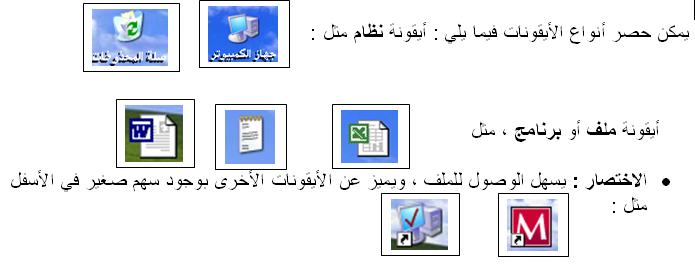 يمكن حصر أنواع الأيقونات فيما يلي : أيقونة نظام مثل :
جهاز الكمبيوتر
سلة المحذوفات
أيقونة ملف أو برنامج ، مثل
W
X
• الاختصار : يسهل الوصول للملف ، ويميز عن الأيقونات الأخرى بوجود سهم صغير في الأسفل
مثل :
M